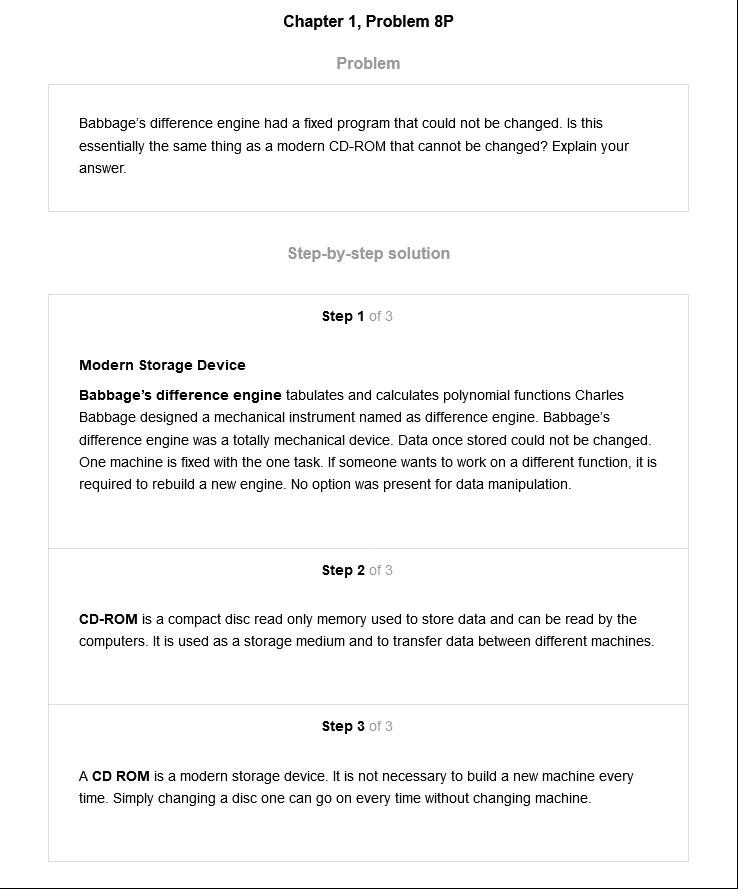 Chapter 1, Problem 8P
Problem
Babbage’s difference engine had a fixed program that could not be changed. Is this
essentially the same thing as a modern CD-ROM that cannot be changed? Explain your
answer.
Step-by-step solution
Step 1 of 3
Modern Storage Device
Babbage’s difference engine tabulates and calculates polynomial functions Charles
Babbage designed a mechanical instrument named as difference engine. Babbage’s
difference engine was a totally mechanical device. Data once stored could not be changed.
One machine is fixed with the one task. If someone wants to work on a different function, it is
required to rebuild a new engine. No option was present for data manipulation.
Step 2 of 3
CD-ROM is a compact disc read only memory used to store data and can be read by the
computers. It is used as a storage medium and to transfer data between different machines.
Step 3 of 3
A CD ROM is a modern storage device. It is not necessary to build a new machine every
time. Simply changing a disc one can go on every time without changing machine.